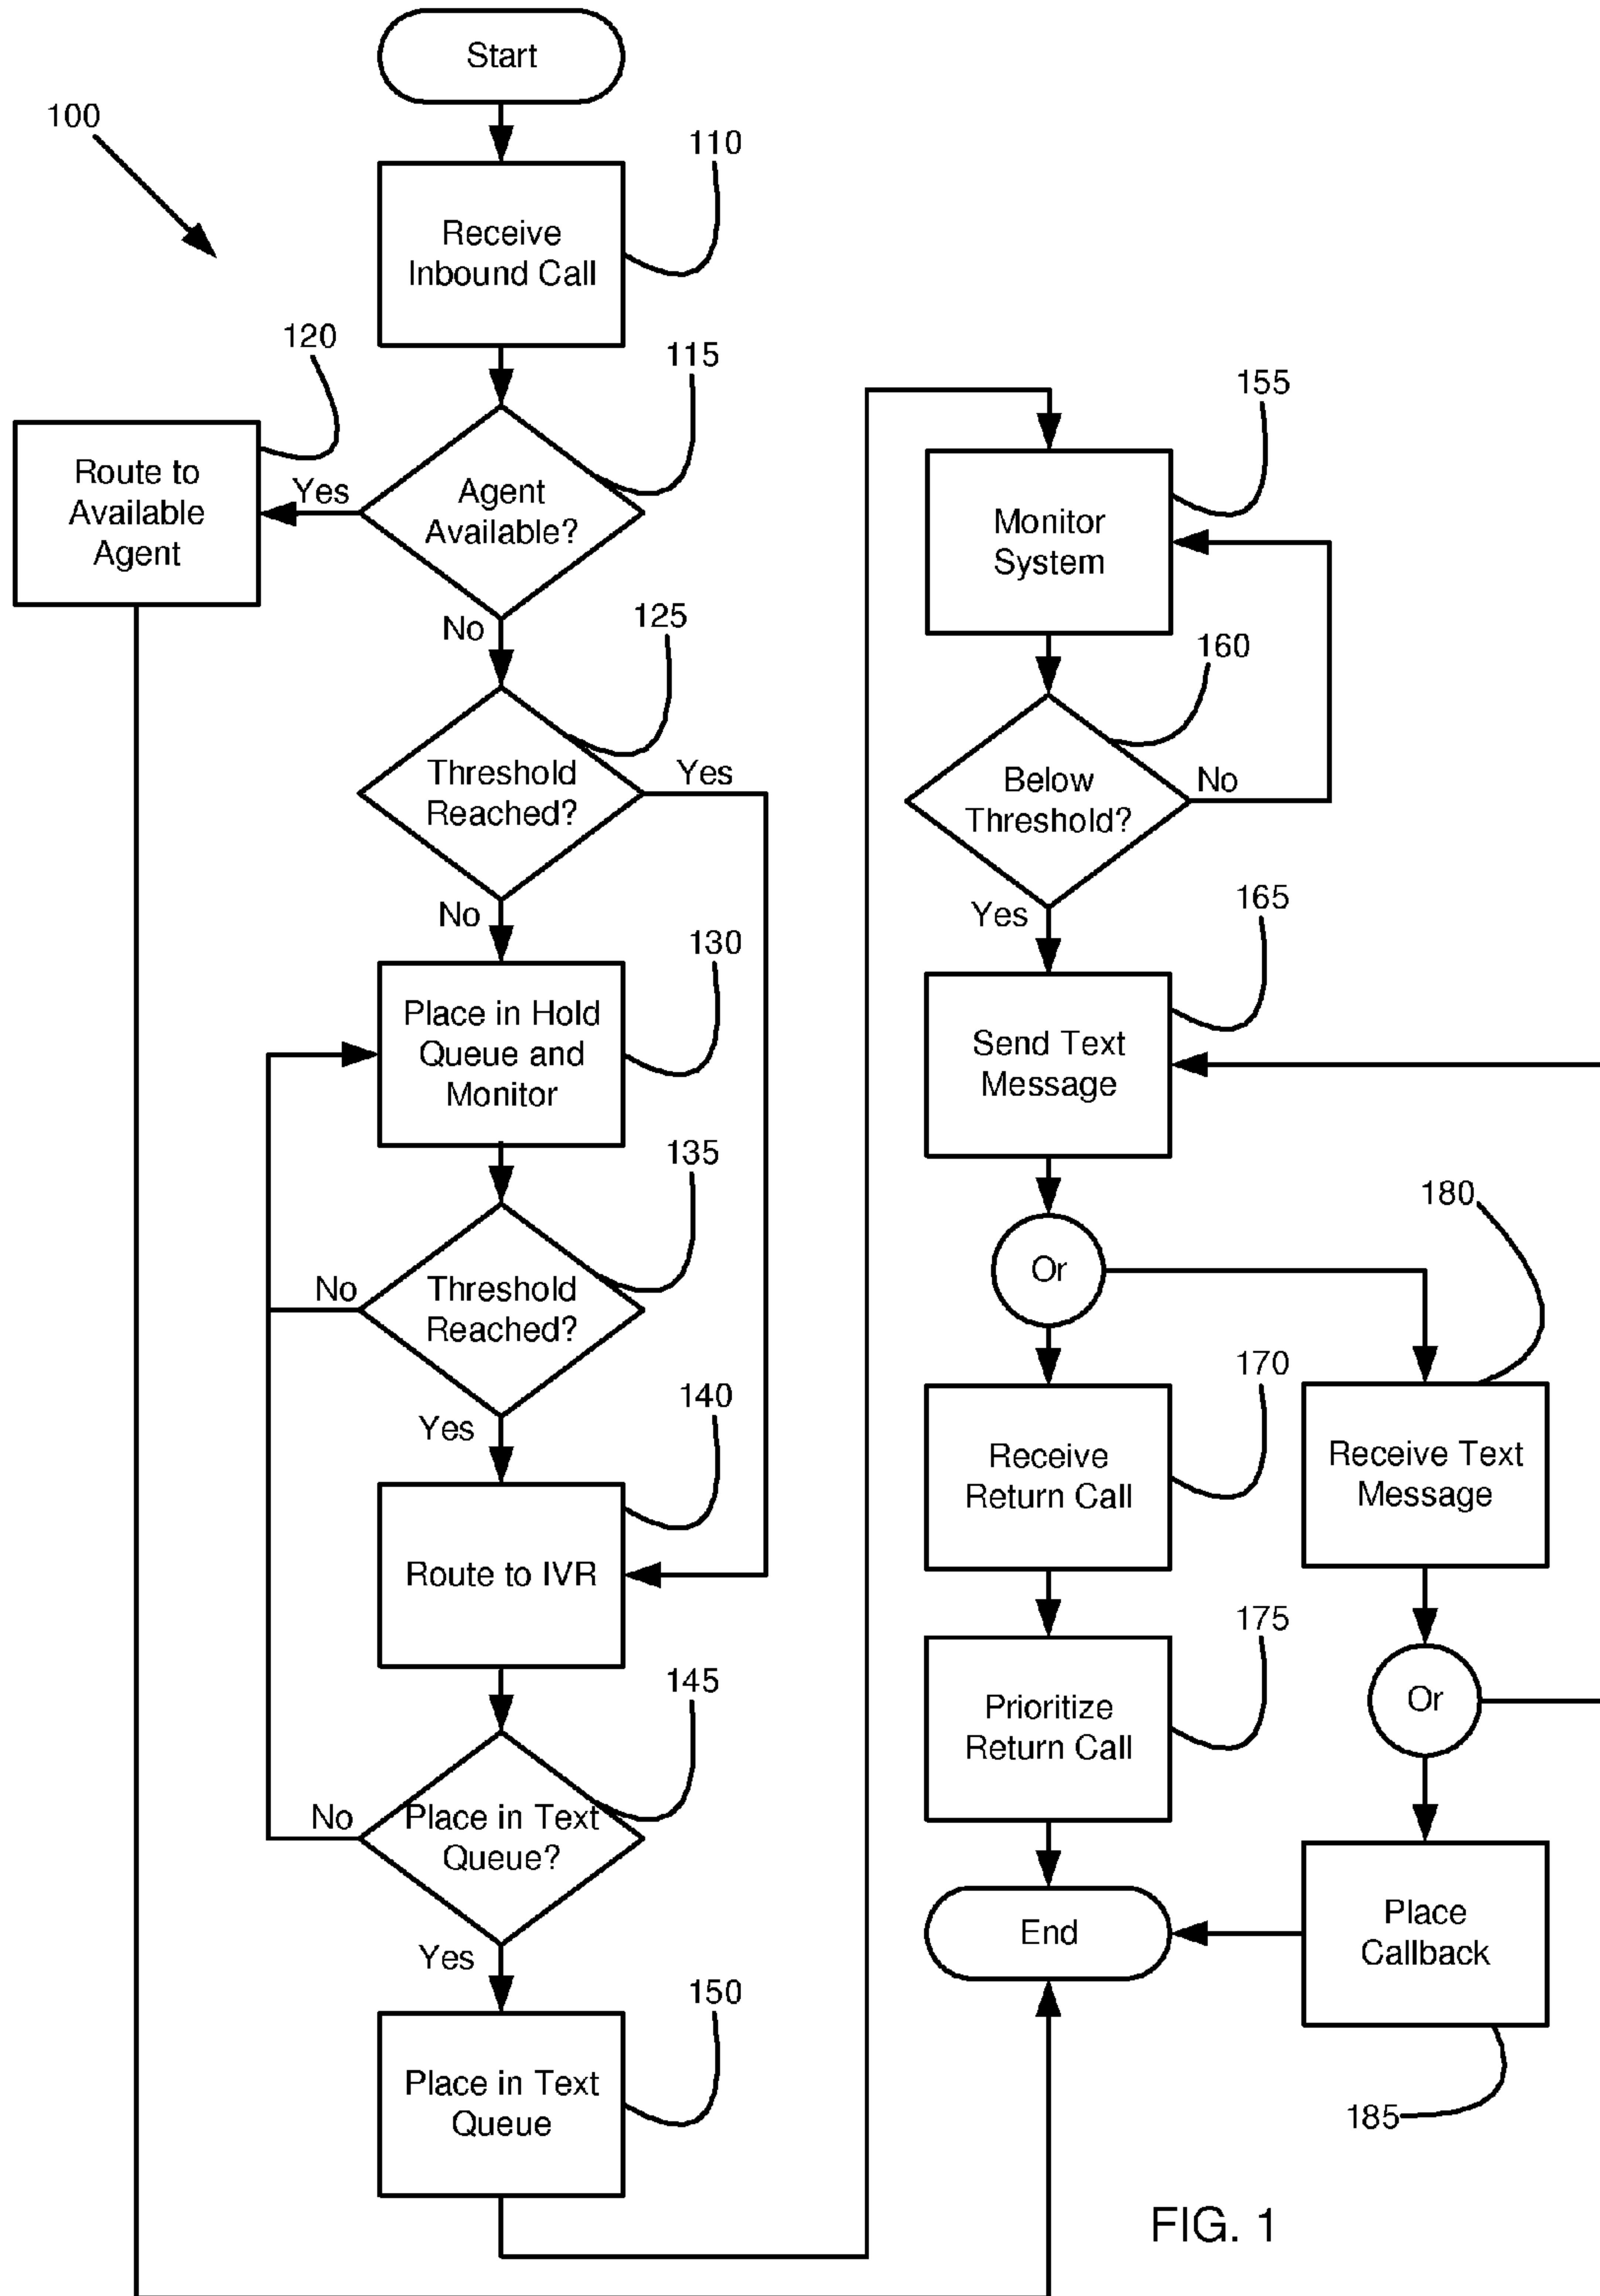 Start
100
110
Receive
Inbound Call
120
115
Route to
Available
Agent
Yes
Agent
Available?
No
125
Threshold
Reached?
Yes
No
130
Place in Hold
Queue and
Monitor
135
Threshold
Reached?
No
Yes
140
Route to IVR
145
Place in Text
Queue?
No
Yes
150
Place in Text
Queue
155
Monitor
System
160
Below
Threshold?
No
Yes
165
Send Text
Message
Or
180
170
Receive
Return Call
Receive Text
Message
175
Prioritize
Return Call
Or
End
Place
Callback
185
FIG. 1